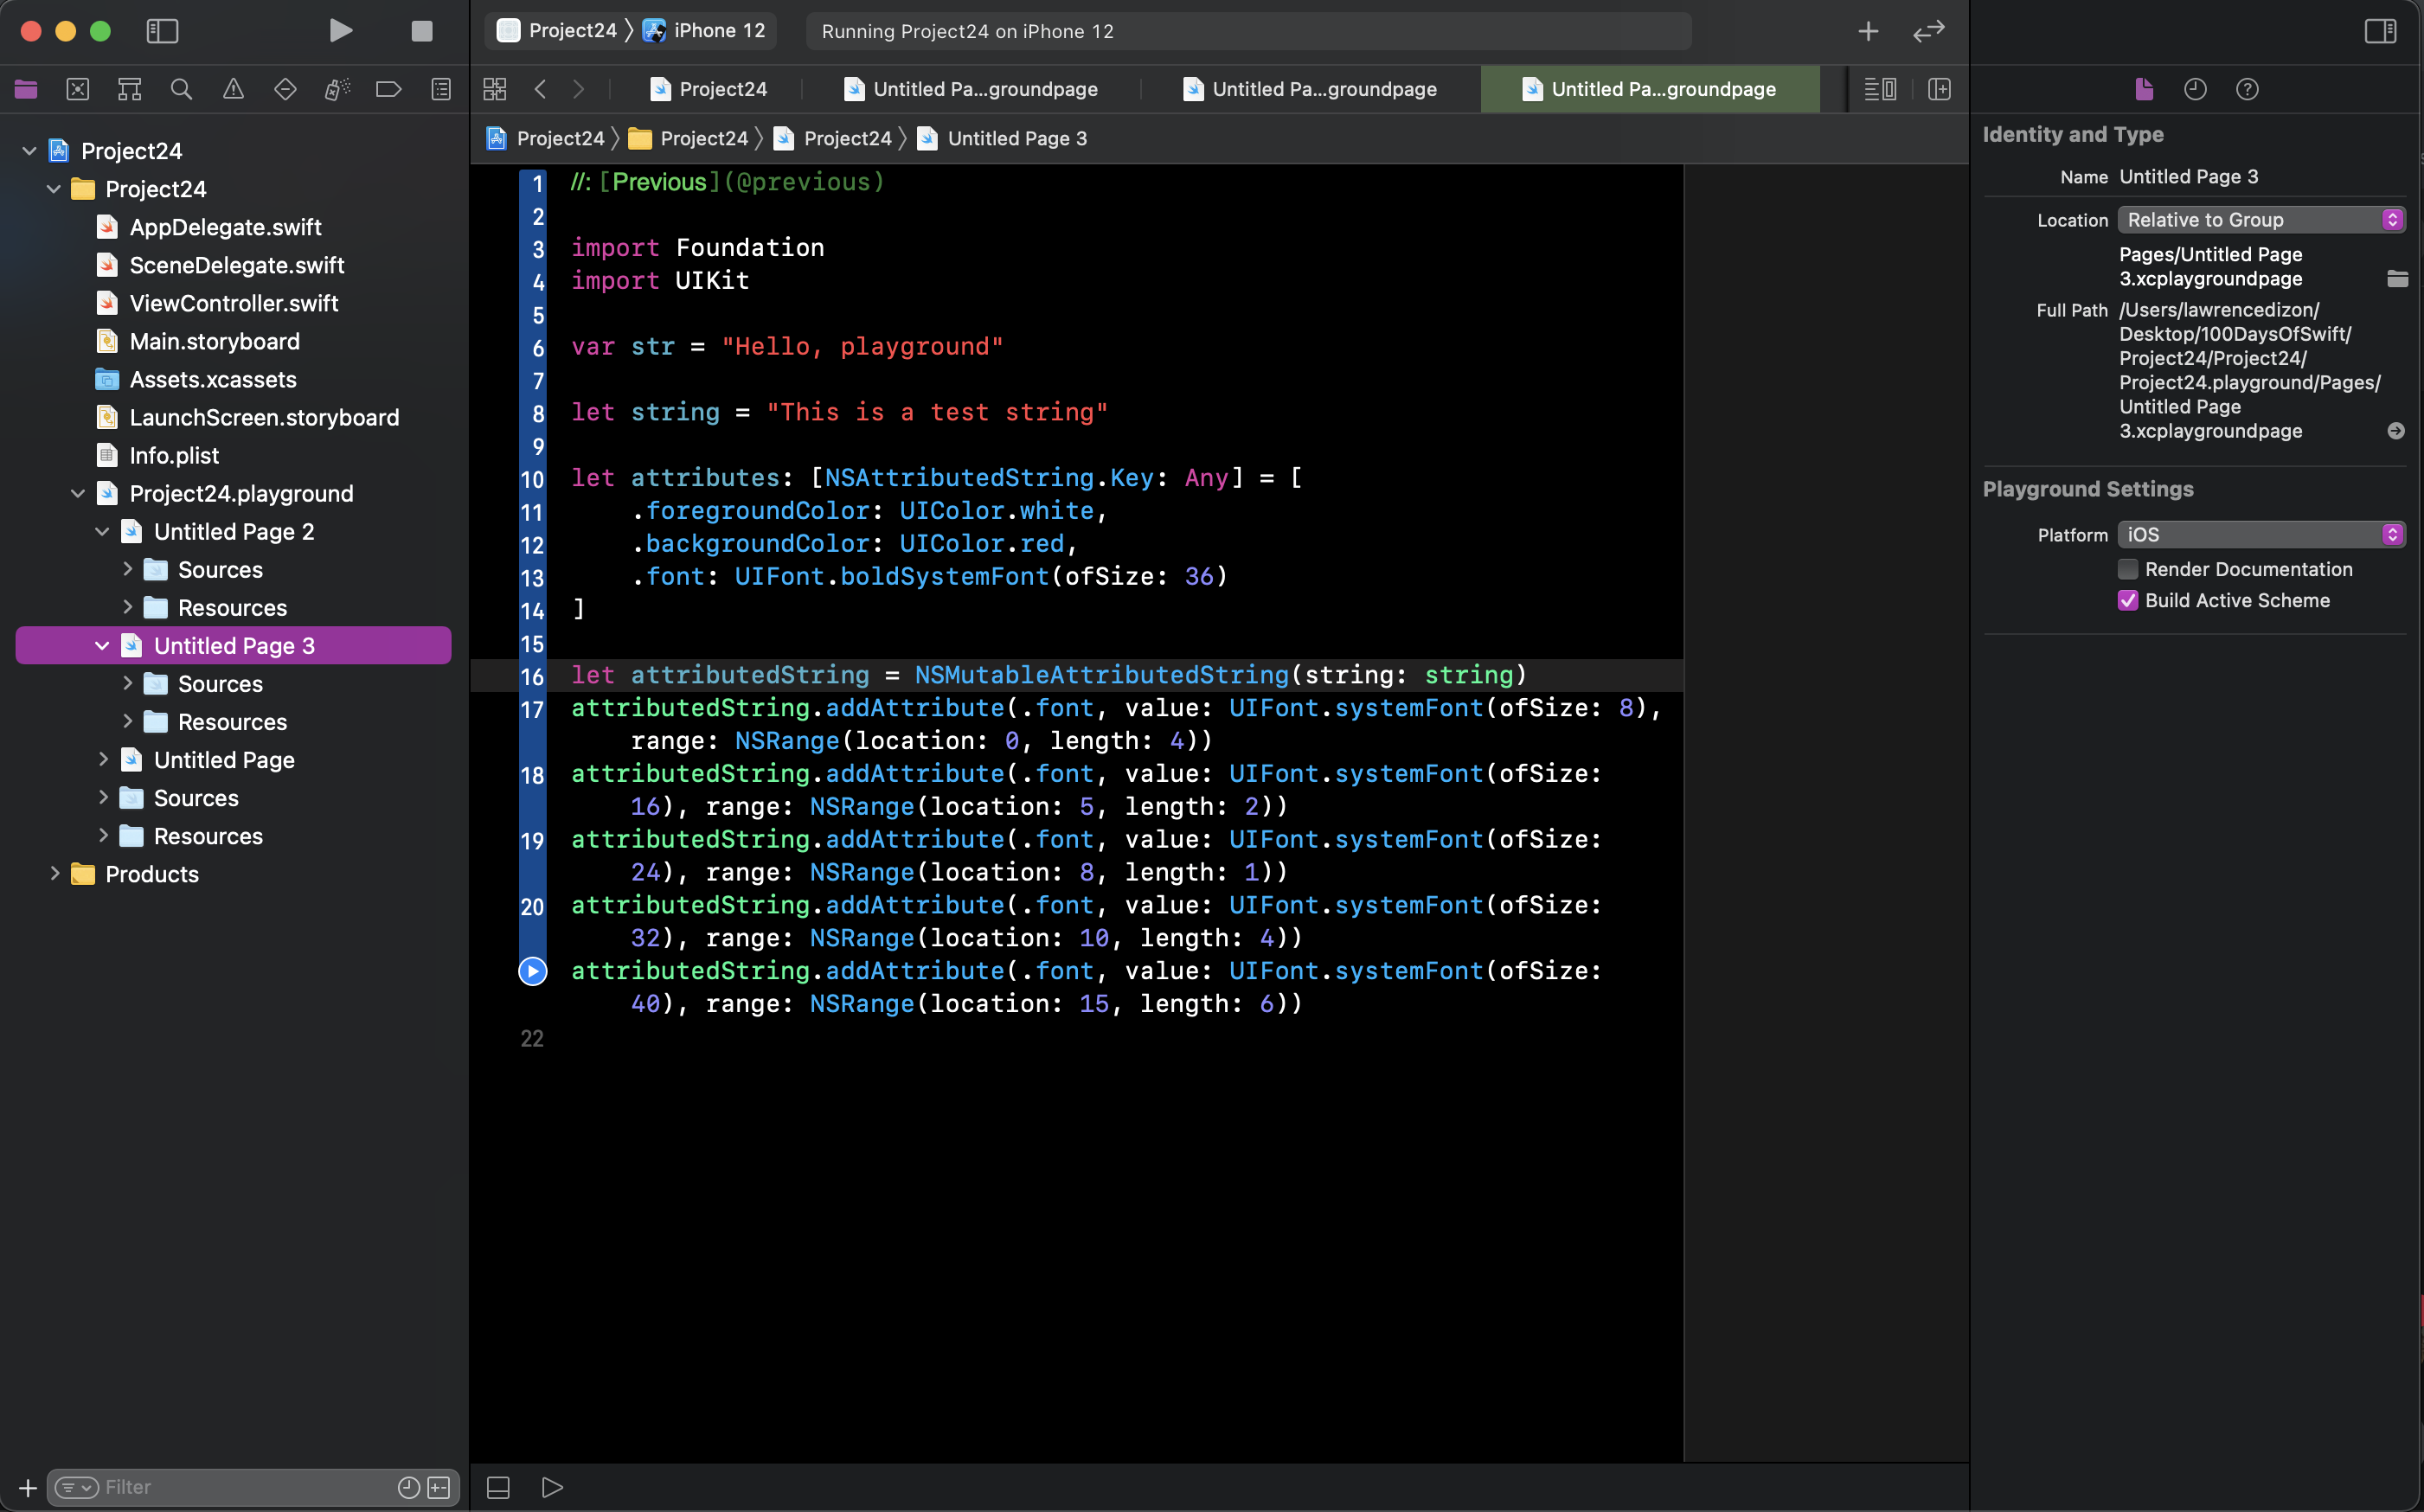 Project24 〉 iPhone 12
Running Project24 on iPhone 12
Project24
Untitled Pa...groundpage
Untitled Pa...groundpage
Untitled Pa...groundpage
Project24 〉 Project24 〉 Project24 〉 Untitled Page 3
Project24
Project24
AppDelegate.swift
SceneDelegate.swift
ViewController.swift
Main.storyboard
Assets.xcassets
LaunchScreen.storyboard
Info.plist
Project24.playground
Untitled Page 2
Sources
Resources
Untitled Page 3
Sources
Resources
Untitled Page
Sources
Resources
Products
Filter
1 //: [Previous](@previous)
2
3 import Foundation
4 import UIKit
5
6 var str = "Hello, playground"
7
8 let string = "This is a test string"
9
10 let attributes: [NSAttributedString.Key: Any] = [
11 .foregroundColor: UIColor.white,
12 .backgroundColor: UIColor.red,
13 .font: UIFont.boldSystemFont(ofSize: 36)
14 ]
15
16 let attributedString = NSMutableAttributedString(string: string)
17 attributedString.addAttribute(.font, value: UIFont.systemFont(ofSize: 8),
range: NSRange(location: 0, length: 4))
18 attributedString.addAttribute(.font, value: UIFont.systemFont(ofSize:
16), range: NSRange(location: 5, length: 2))
19 attributedString.addAttribute(.font, value: UIFont.systemFont(ofSize:
24), range: NSRange(location: 8, length: 1))
20 attributedString.addAttribute(.font, value: UIFont.systemFont(ofSize:
32), range: NSRange(location: 10, length: 4))
attributedString.addAttribute(.font, value: UIFont.systemFont(ofSize:
40), range: NSRange(location: 15, length: 6))
22
Identity and Type
Name Untitled Page 3
Location Relative to Group
Pages/Untitled Page
3.xcplaygroundpage
Full Path /Users/lawrencedizon/
Desktop/100DaysOfSwift/
Project24/Project24/
Project24.playground/Pages/
Untitled Page
3.xcplaygroundpage
Playground Settings
Platform iOS
Render Documentation
Build Active Scheme